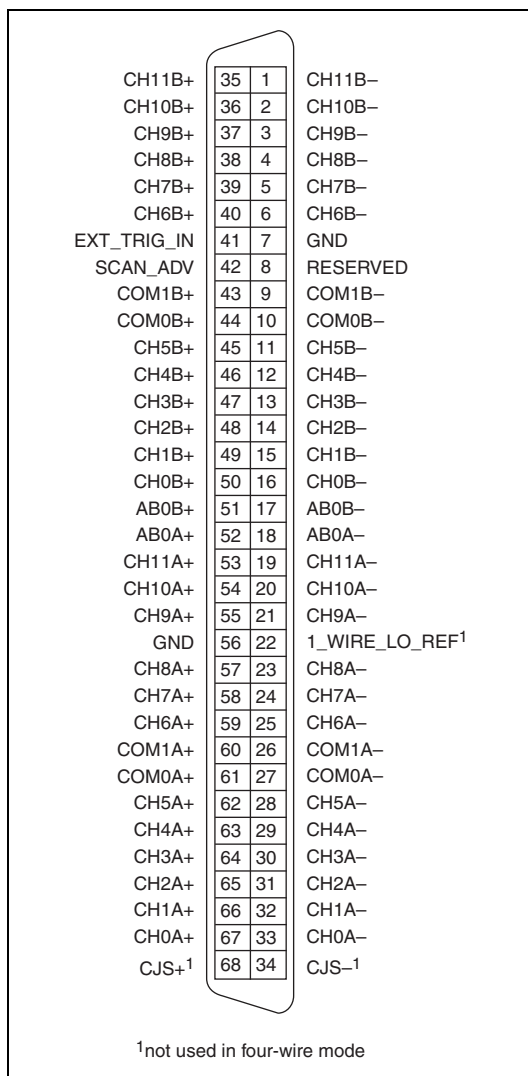 CH11B+ 35 1 CH11B–
CH10B+ 36 2 CH10B–
CH9B+ 37 3 CH9B–
CH8B+ 38 4 CH8B–
CH7B+ 39 5 CH7B–
CH6B+ 40 6 CH6B–
EXT_TRIG_IN 41 7 GND
SCAN_ADV 42 8 RESERVED
COM1B+ 43 9 COM1B–
COM0B+ 44 10 COM0B–
CH5B+ 45 11 CH5B–
CH4B+ 46 12 CH4B–
CH3B+ 47 13 CH3B–
CH2B+ 48 14 CH2B–
CH1B+ 49 15 CH1B–
CH0B+ 50 16 CH0B–
AB0B+ 51 17 AB0B–
AB0A+ 52 18 AB0A–
CH11A+ 53 19 CH11A–
CH10A+ 54 20 CH10A–
CH9A+ 55 21 CH9A–
GND 56 22 1_WIRE_LO_REF1
CH8A+ 57 23 CH8A–
CH7A+ 58 24 CH7A–
CH6A+ 59 25 CH6A–
COM1A+ 60 26 COM1A–
COM0A+ 61 27 COM0A–
CH5A+ 62 28 CH5A–
CH4A+ 63 29 CH4A–
CH3A+ 64 30 CH3A–
CH2A+ 65 31 CH2A–
CH1A+ 66 32 CH1A–
CH0A+ 67 33 CH0A–
CJS+1 68 34 CJS–1
1not used in four-wire mode